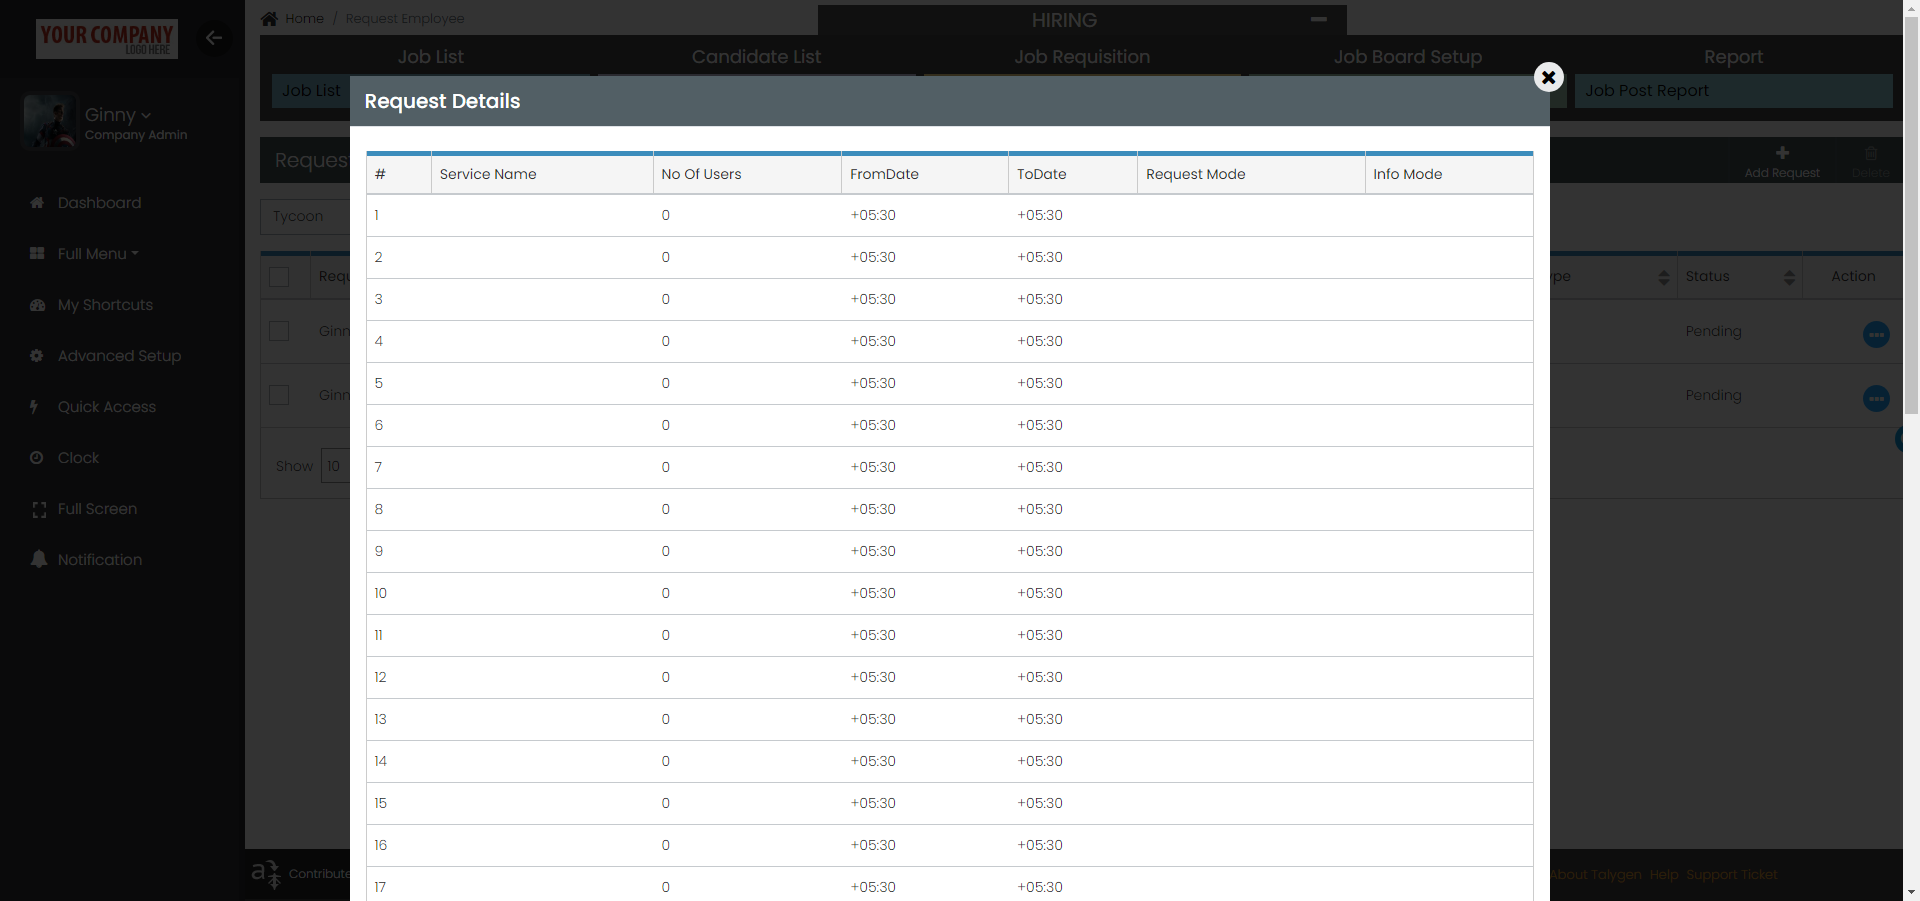 YOUR COMPANY
LOGO HERE
Home / Request Employee
HIRING
Job List
Candidate List
Job Requisition
Job Board Setup
Report
Job List
Job Post Report
Ginny
Company Admin
Request Details
Reques
Add Request
Delete
Dashboard
Full Menu
My Shortcuts
Advanced Setup
Quick Access
Clock
Full Screen
Notification
Tycoon
Requ
ype
Status
Action
Ginn
Pending
Ginn
Pending
Show 10
# Service Name No Of Users FromDate ToDate Request Mode Info Mode
1 0 +05:30 +05:30
2 0 +05:30 +05:30
3 0 +05:30 +05:30
4 0 +05:30 +05:30
5 0 +05:30 +05:30
6 0 +05:30 +05:30
7 0 +05:30 +05:30
8 0 +05:30 +05:30
9 0 +05:30 +05:30
10 0 +05:30 +05:30
11 0 +05:30 +05:30
12 0 +05:30 +05:30
13 0 +05:30 +05:30
14 0 +05:30 +05:30
15 0 +05:30 +05:30
16 0 +05:30 +05:30
17 0 +05:30 +05:30
Contribute
About Talygen Help Support Ticket